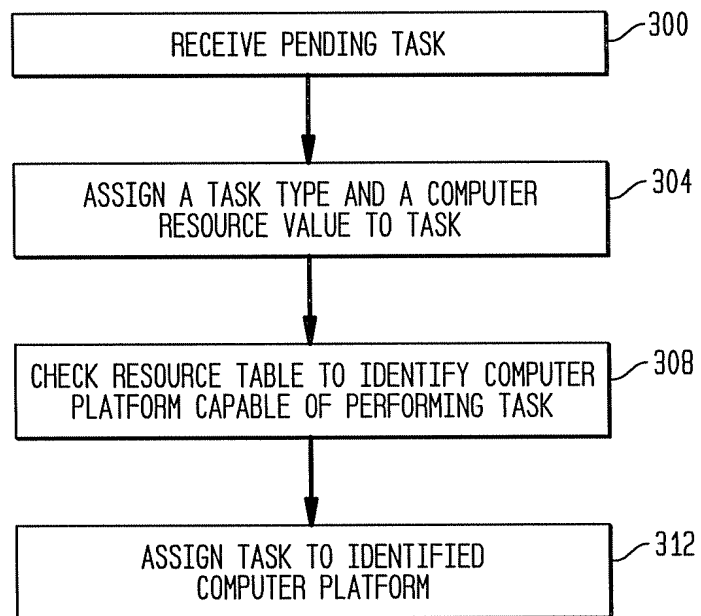 RECEIVE PENDING TASK
300
ASSIGN A TASK TYPE AND A COMPUTER
RESOURCE VALUE TO TASK
304
CHECK RESOURCE TABLE TO IDENTIFY COMPUTER
PLATFORM CAPABLE OF PERFORMING TASK
308
ASSIGN TASK TO IDENTIFIED
COMPUTER PLATFORM
312